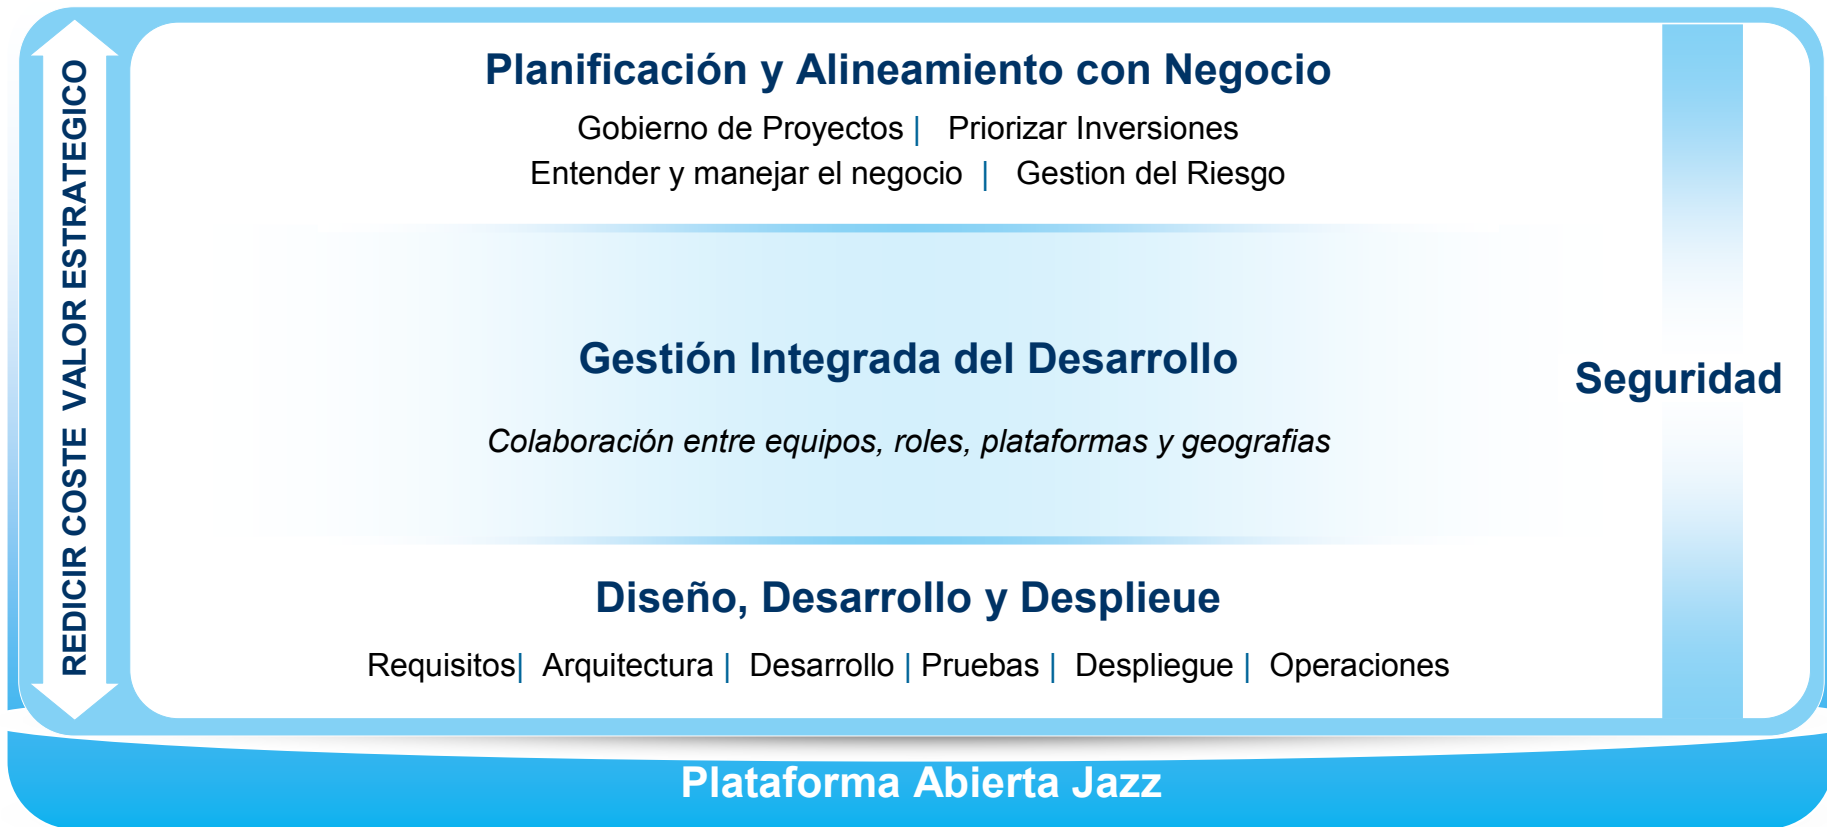 REDICIR COSTE  VALOR ESTRATEGICO
Planificación y Alineamiento con Negocio
Gobierno de Proyectos | Priorizar Inversiones
Entender y manejar el negocio | Gestion del Riesgo
Gestión Integrada del Desarrollo
Colaboración entre equipos, roles, plataformas y geografias
Seguridad
Diseño, Desarrollo y Desplieue
Requisitos| Arquitectura | Desarrollo | Pruebas | Despliegue | Operaciones
Plataforma Abierta Jazz